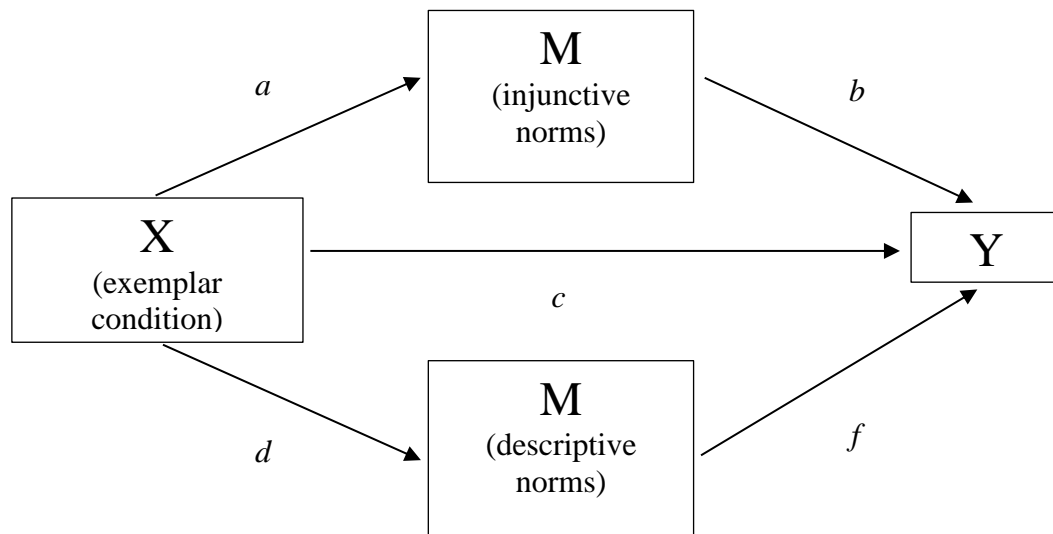 M
(injunctive
norms)
a
b
X
(exemplar
condition)
c
Y
M
(descriptive
norms)
d
f